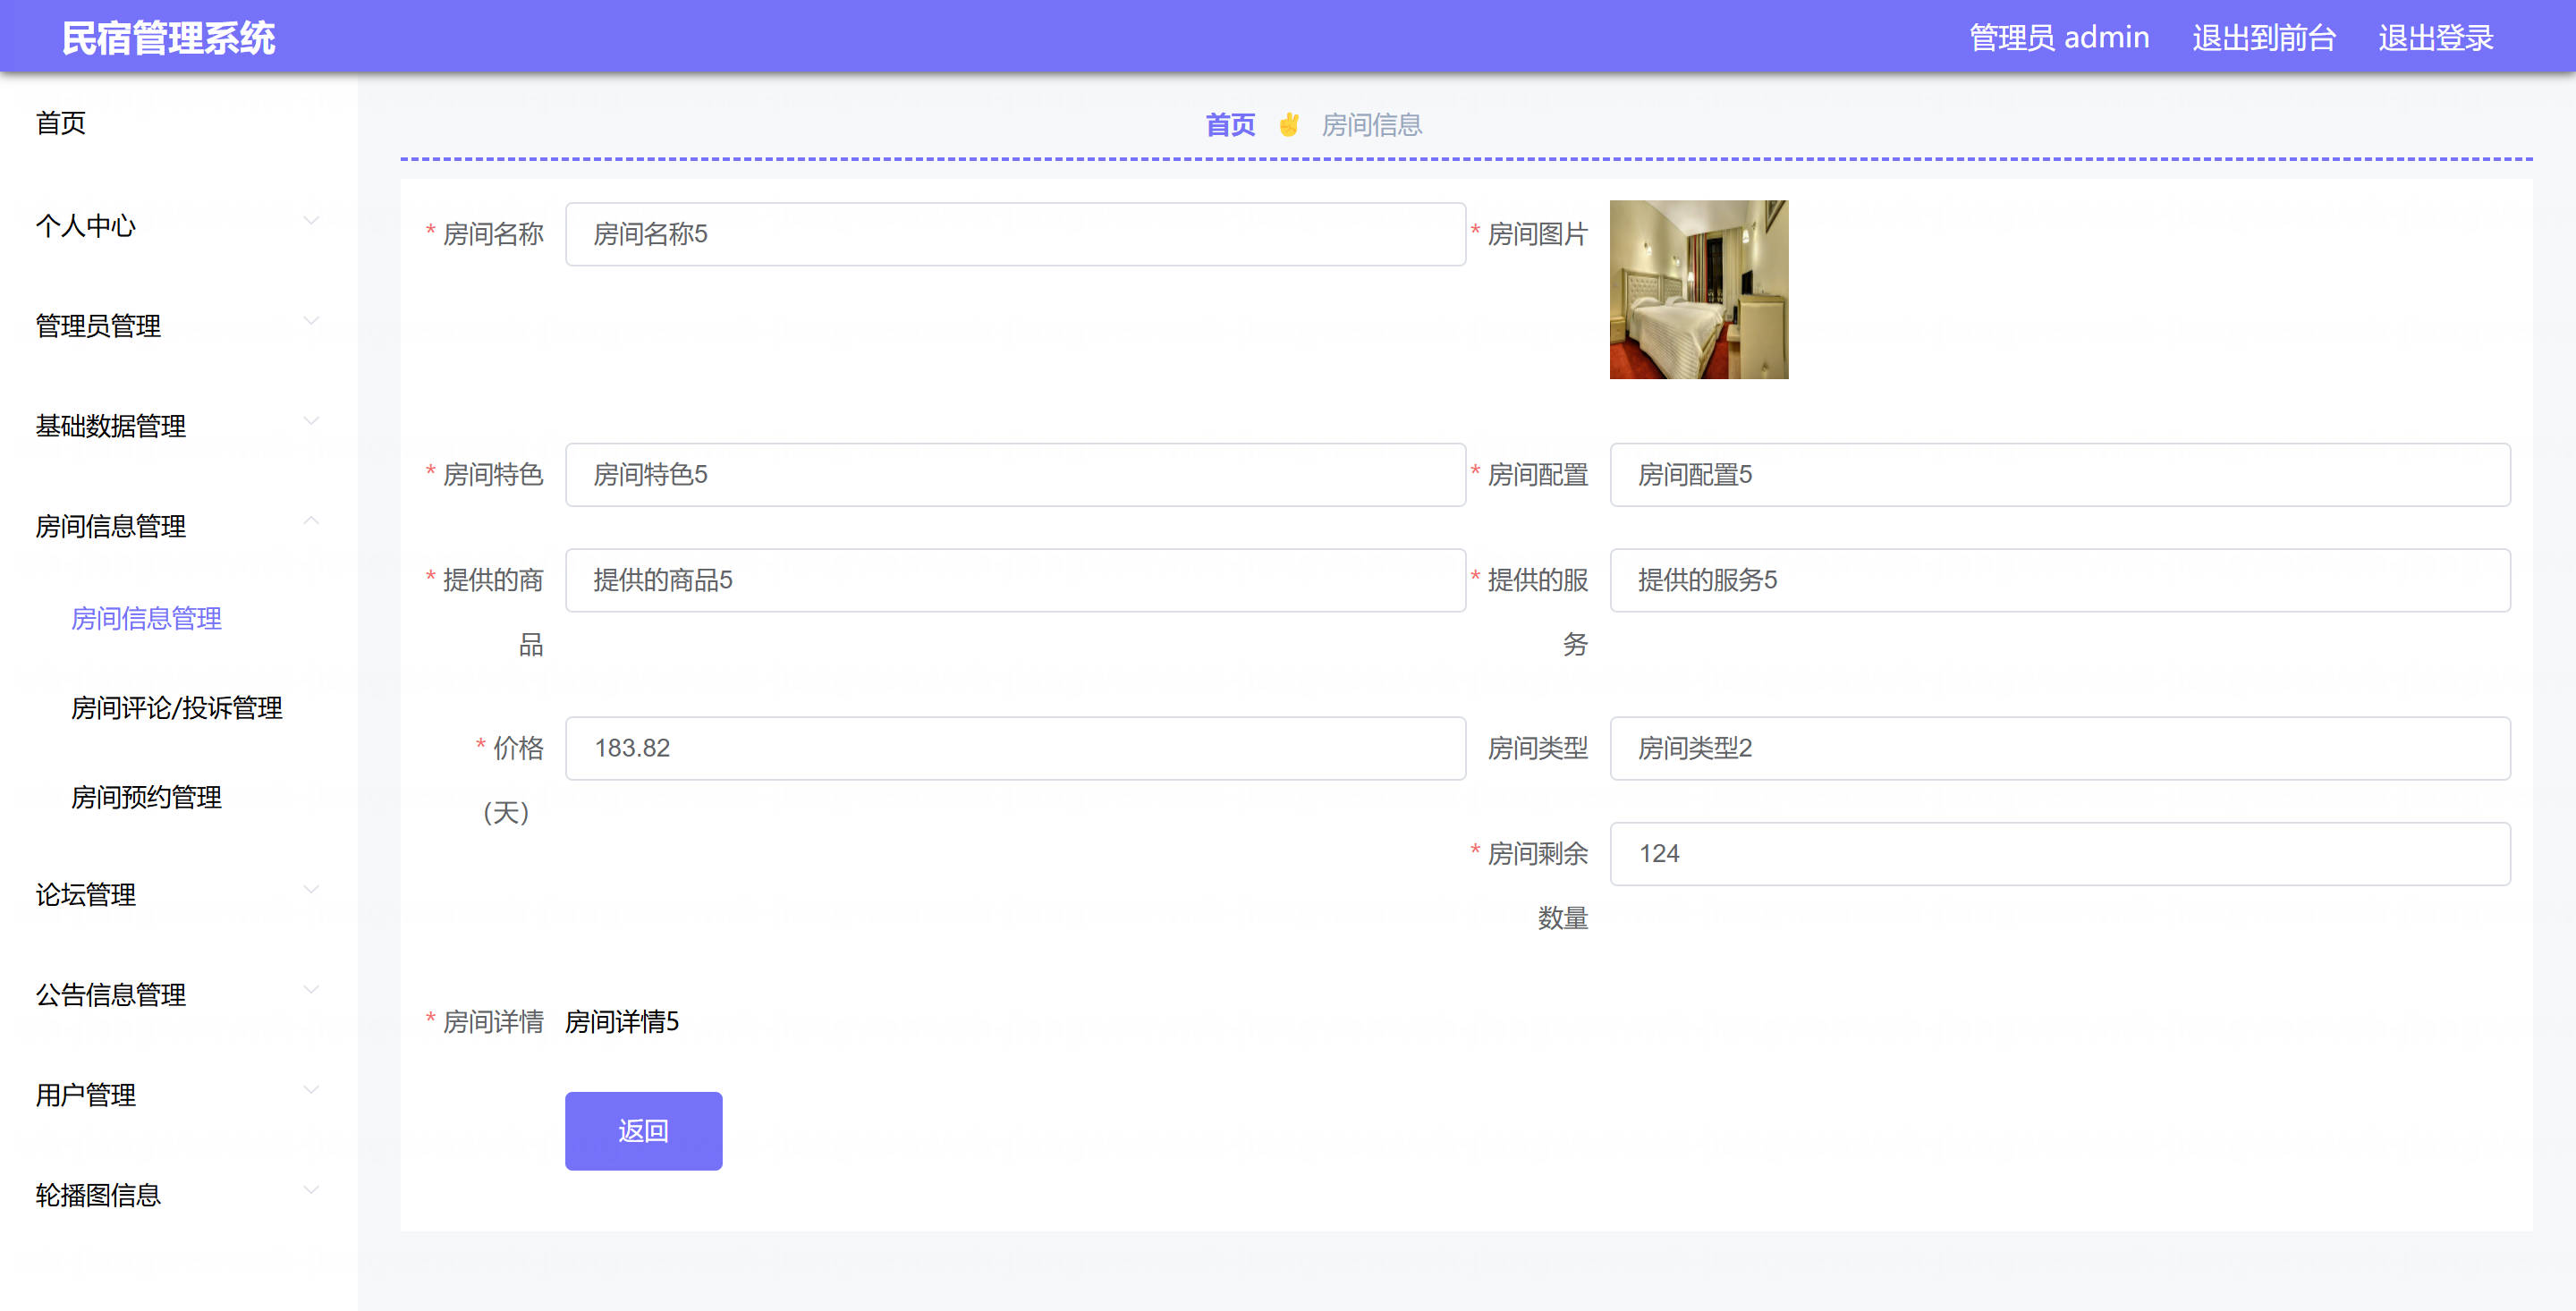 民宿管理系统
管理员 admin 退出到前台 退出登录
首页
个人中心
管理员管理
基础数据管理
房间信息管理
房间信息管理
房间评论/投诉管理
房间预约管理
论坛管理
公告信息管理
用户管理
轮播图信息
首页 ✌ 房间信息
* 房间名称 房间名称5
* 房间图片
* 房间特色 房间特色5
* 房间配置 房间配置5
* 提供的商
品
提供的商品5
* 提供的服
务
提供的服务5
* 价格
（天）
183.82
房间类型 房间类型2
* 房间剩余
数量
124
* 房间详情 房间详情5
返回